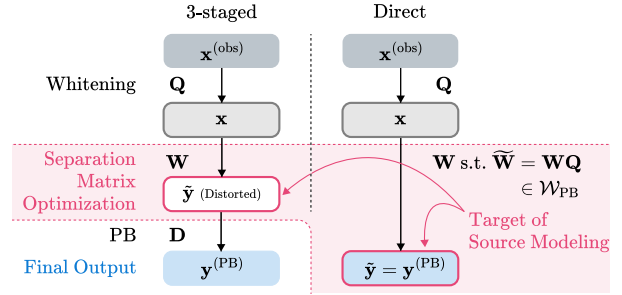 3-staged
Direct
x^(obs)
x^(obs)
Whitening
Q
Q
x
x
Separation
Matrix
Optimization
W
W s.t. W̃ = WQ
∈ 𝒲_PB
ỹ (Distorted)
Target of
Source Modeling
PB
D
Final Output
y^(PB)
ỹ = y^(PB)